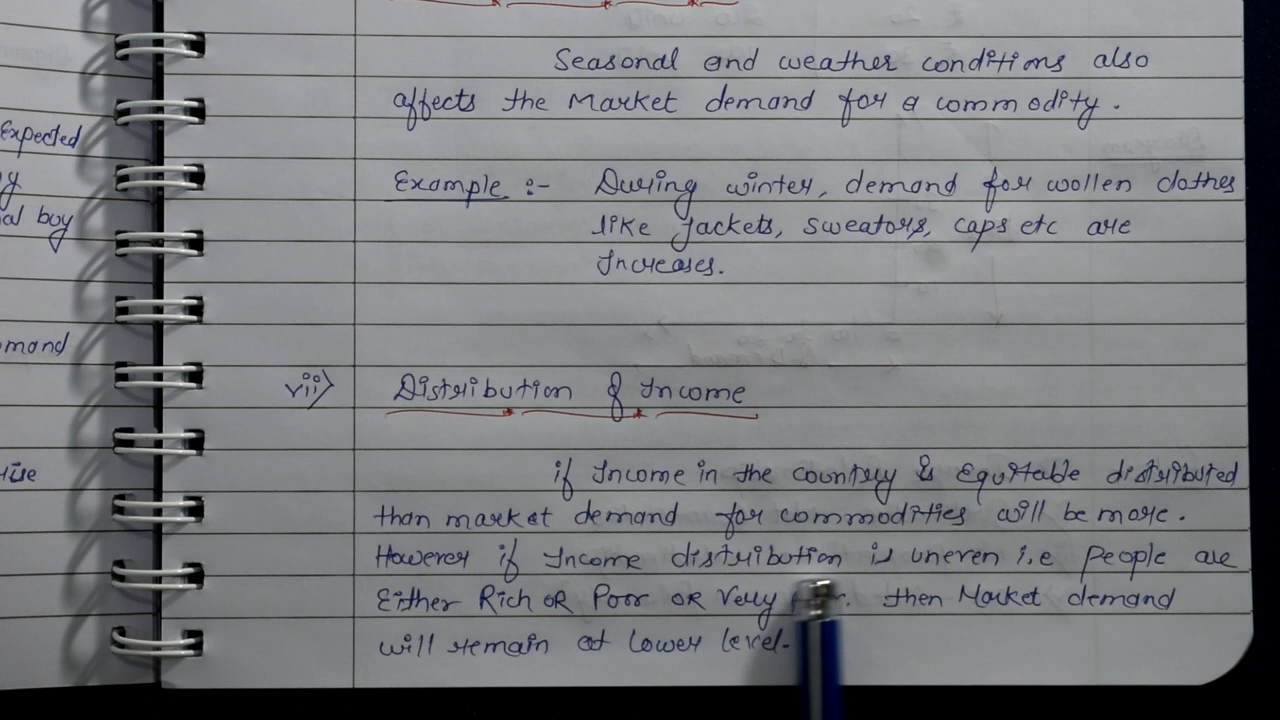 Expected
al boy
mand
Seasonal and weather conditions also
affects the Market demand for a commodity.
Example :- During winter, demand for wollen clothes
like Jackets, sweators, caps etc are
Increases.
vii) Distribution of Income
if Income in the country is Equitable distributed
than market demand for commodities will be more.
However if Income distribution is uneven i.e People are
Either Rich OR Poor OR Very then Market demand
will remain at lower level.